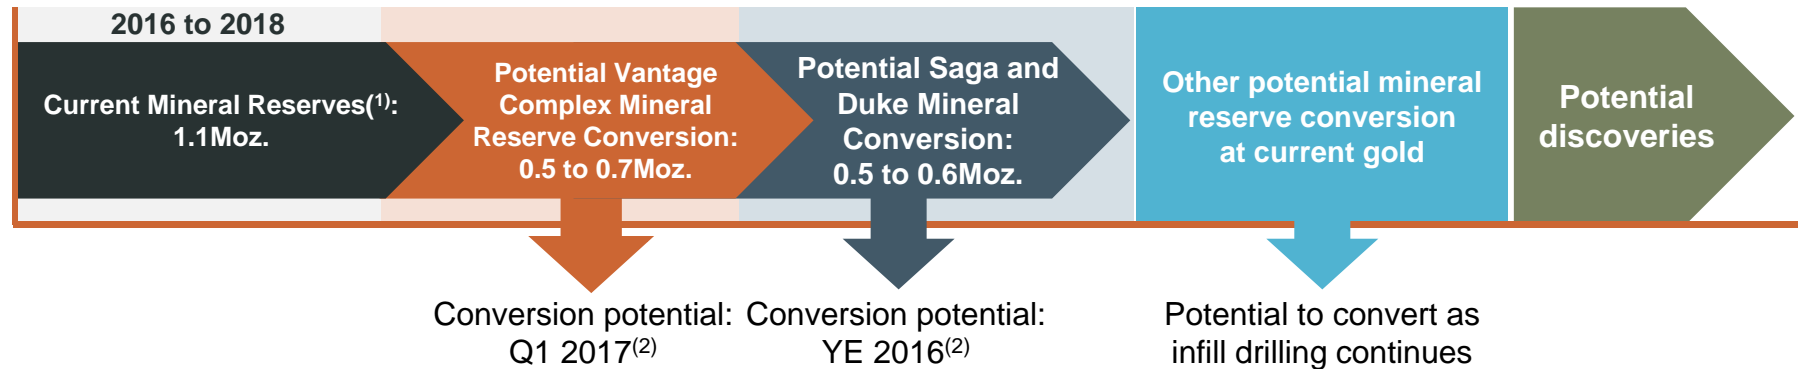 2016 to 2018
Current Mineral Reserves(1):
1.1Moz.
Potential Vantage
Complex Mineral
Reserve Conversion:
0.5 to 0.7Moz.
Potential Saga and
Duke Mineral
Conversion:
0.5 to 0.6Moz.
Other potential mineral
reserve conversion
at current gold
Potential
discoveries
Conversion potential:
Q1 2017(2)
Conversion potential:
YE 2016(2)
Potential to convert as
infill drilling continues